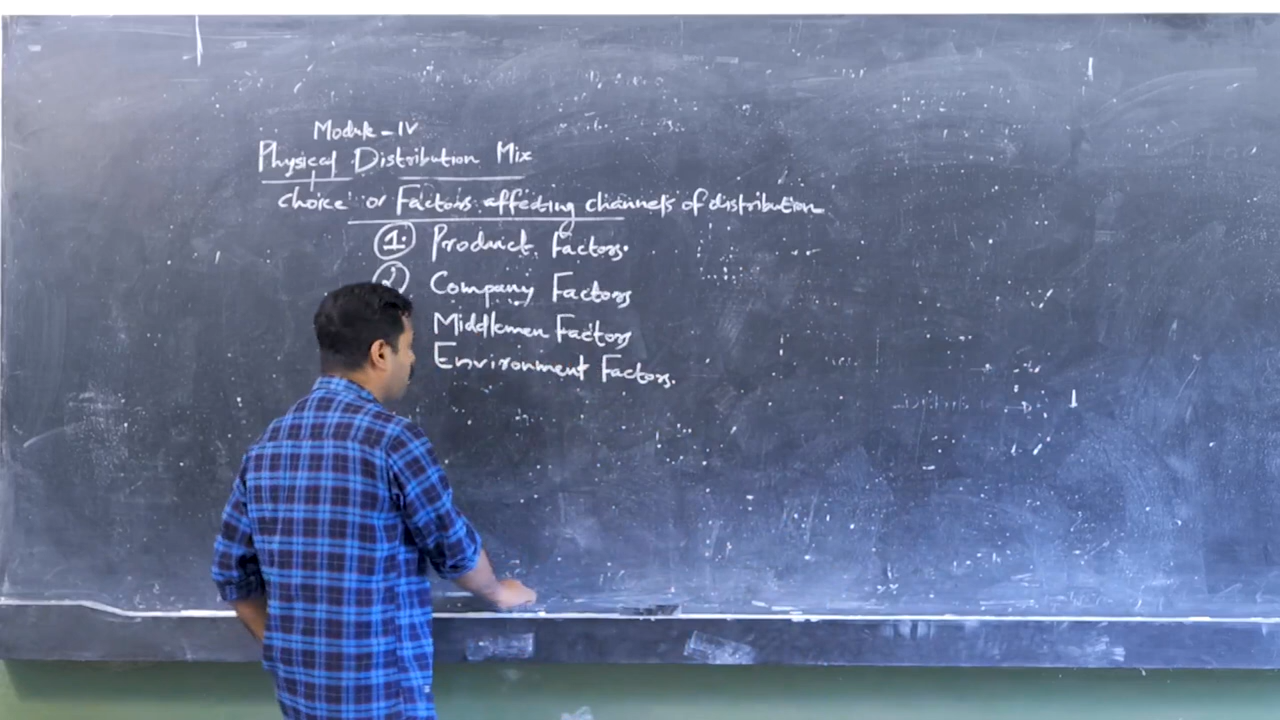 Module - IV
Physical Distribution Mix
choice or Factors affecting channels of distribution
1. Product Factors.
2 Company Factors
Middlemen Factors
Environment Factors.